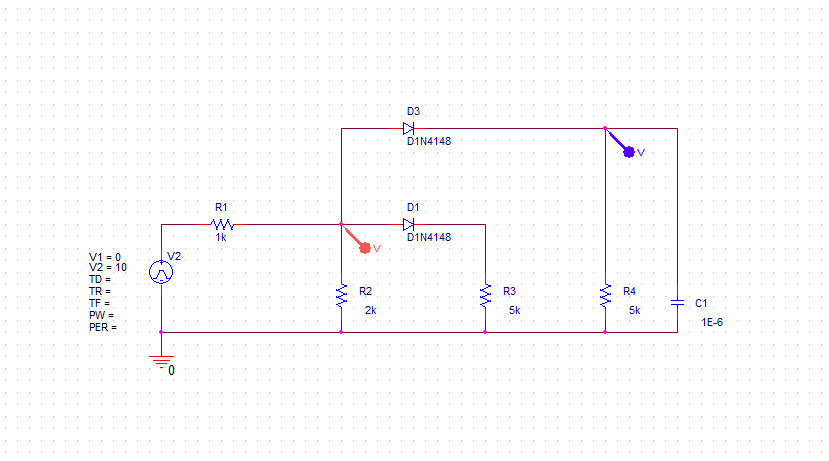 D3
D1N4148
V
R1
1k
D1
D1N4148
V
V2
V1 = 0
V2 = 10
TD =
TR =
TF =
PW =
PER =
R2
2k
R3
5k
R4
5k
C1
1E-6
0